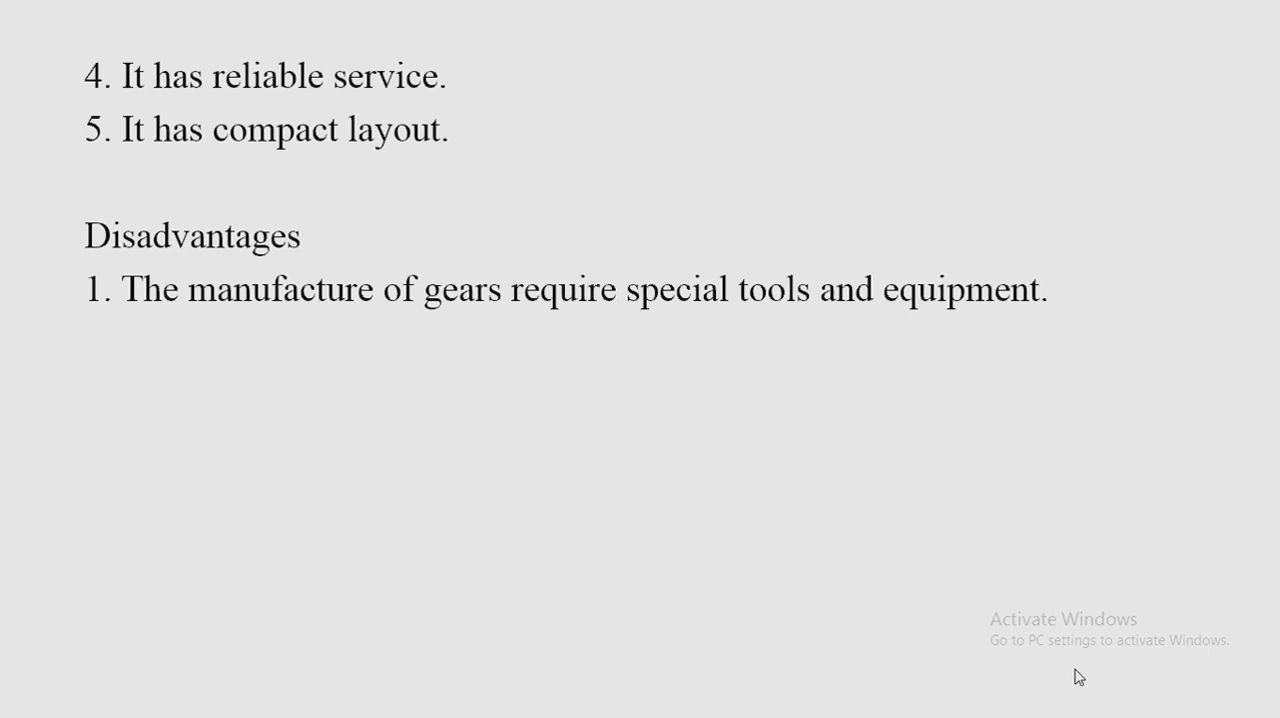 4. It has reliable service.
5. It has compact layout.
Disadvantages
1. The manufacture of gears require special tools and equipment.
Activate Windows
Go to PC settings to activate Windows.